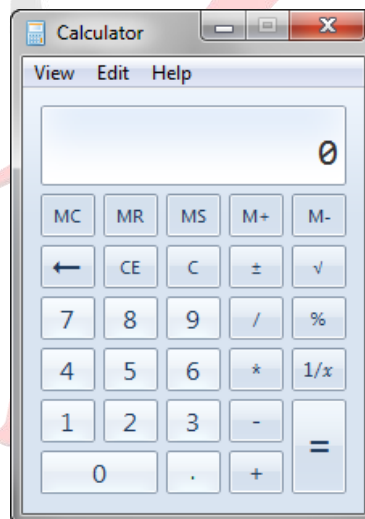 Calculator
View Edit Help
0
MC MR MS M+ M-
← CE C ± √
7 8 9 / %
4 5 6 * 1/x
1 2 3 - =
0 . +